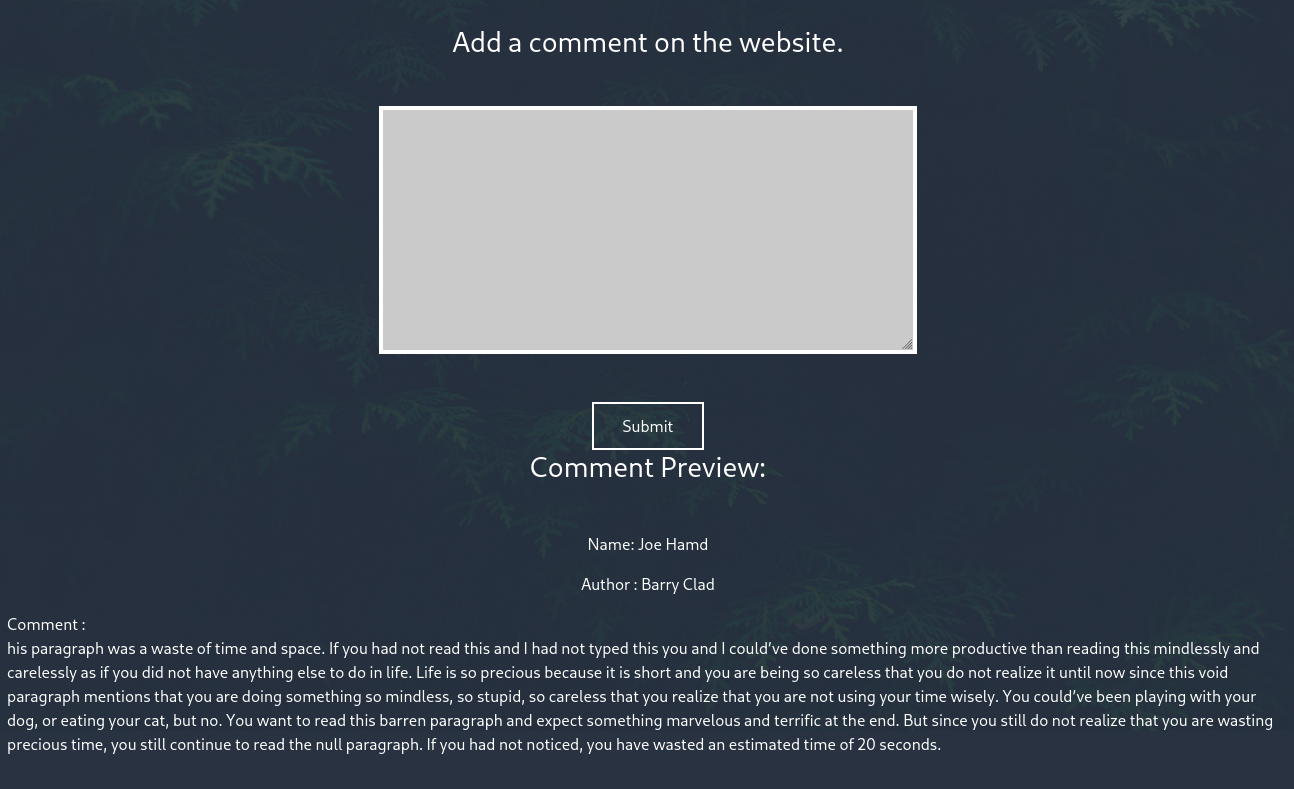 Add a comment on the website.
Submit
Comment Preview:
Name: Joe Hamd
Author : Barry Clad
Comment :
his paragraph was a waste of time and space. If you had not read this and I had not typed this you and I could've done something more productive than reading this mindlessly and
carelessly as if you did not have anything else to do in life. Life is so precious because it is short and you are being so careless that you do not realize it until now since this void
paragraph mentions that you are doing something so mindless, so stupid, so careless that you realize that you are not using your time wisely. You could've been playing with your
dog, or eating your cat, but no. You want to read this barren paragraph and expect something marvelous and terrific at the end. But since you still do not realize that you are wasting
precious time, you still continue to read the null paragraph. If you had not noticed, you have wasted an estimated time of 20 seconds.